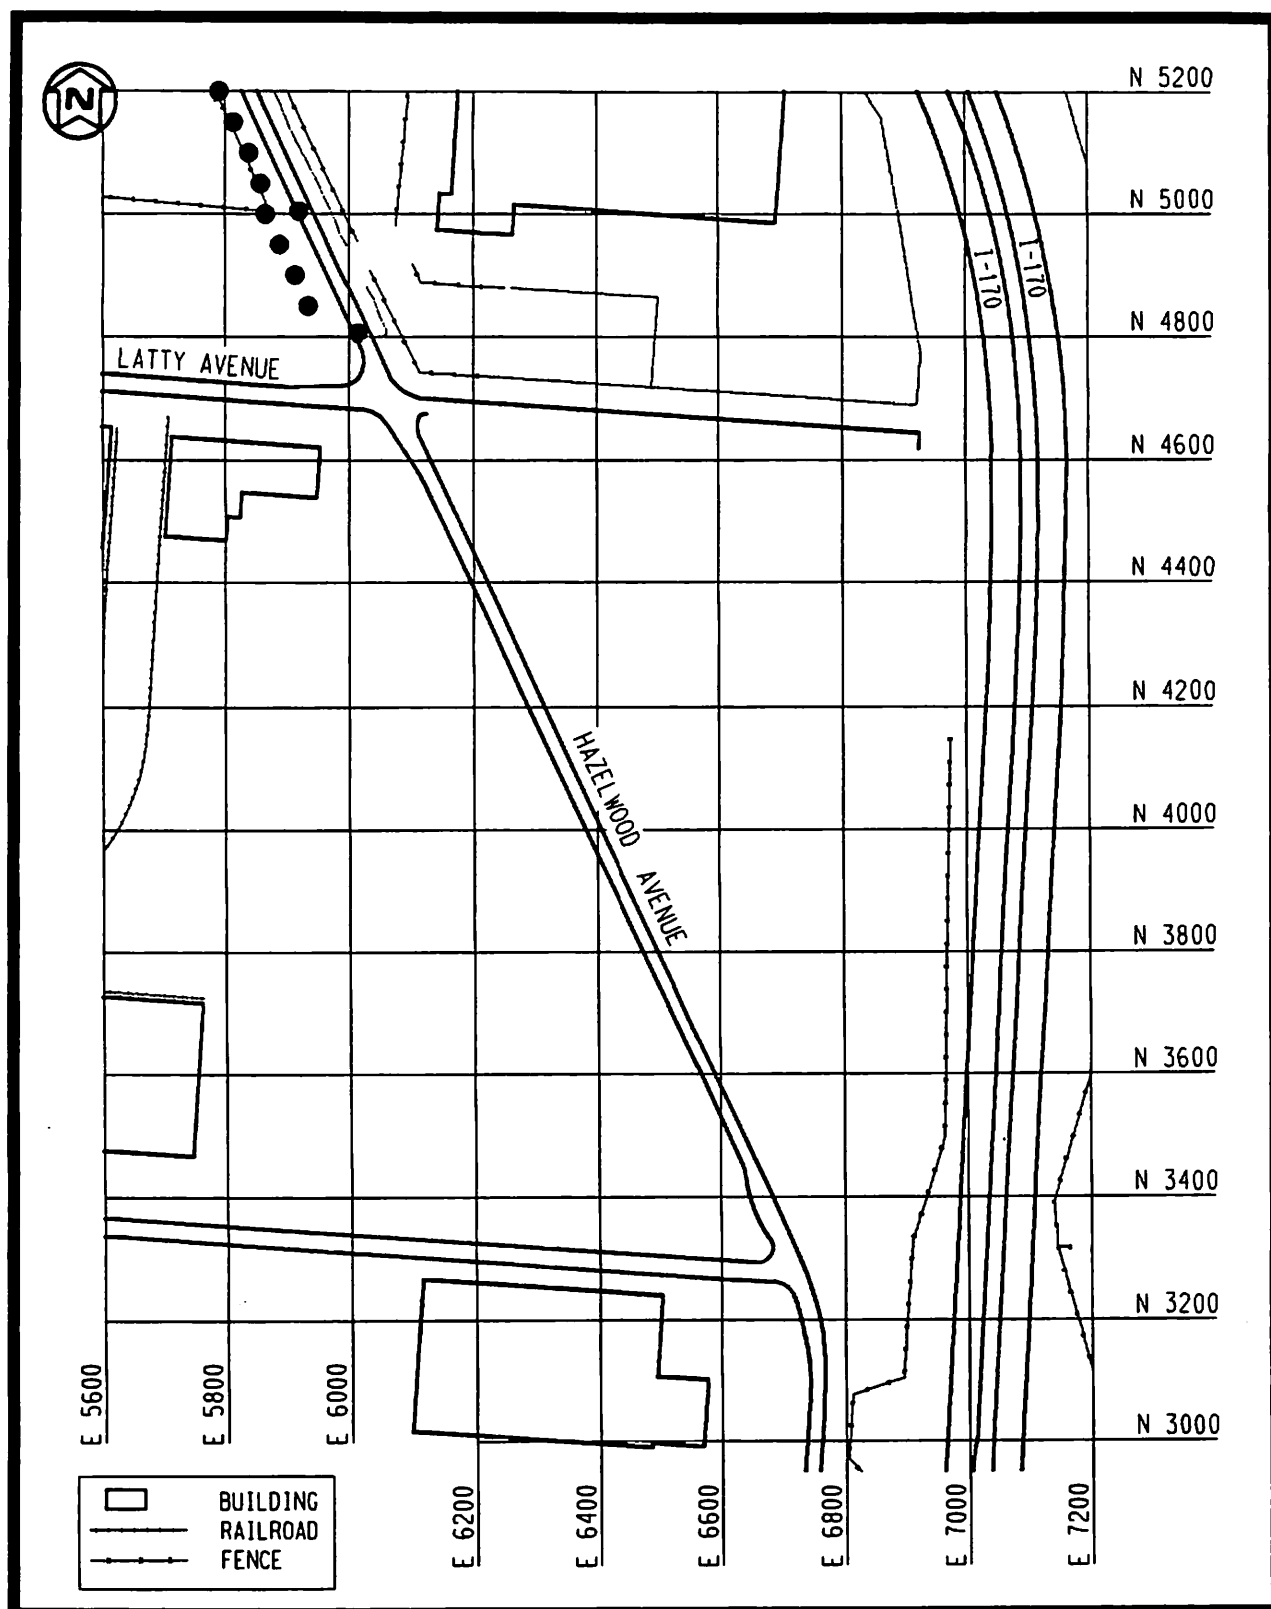 N
N 5200
N 5000
I-170
I-170
N 4800
LATTY AVENUE
N 4600
N 4400
N 4200
HAZELWOOD AVENUE
N 4000
N 3800
N 3600
N 3400
N 3200
N 3000
E 5600
E 5800
E 6000
E 6200
E 6400
E 6600
E 6800
E 7000
E 7200
BUILDING
RAILROAD
FENCE